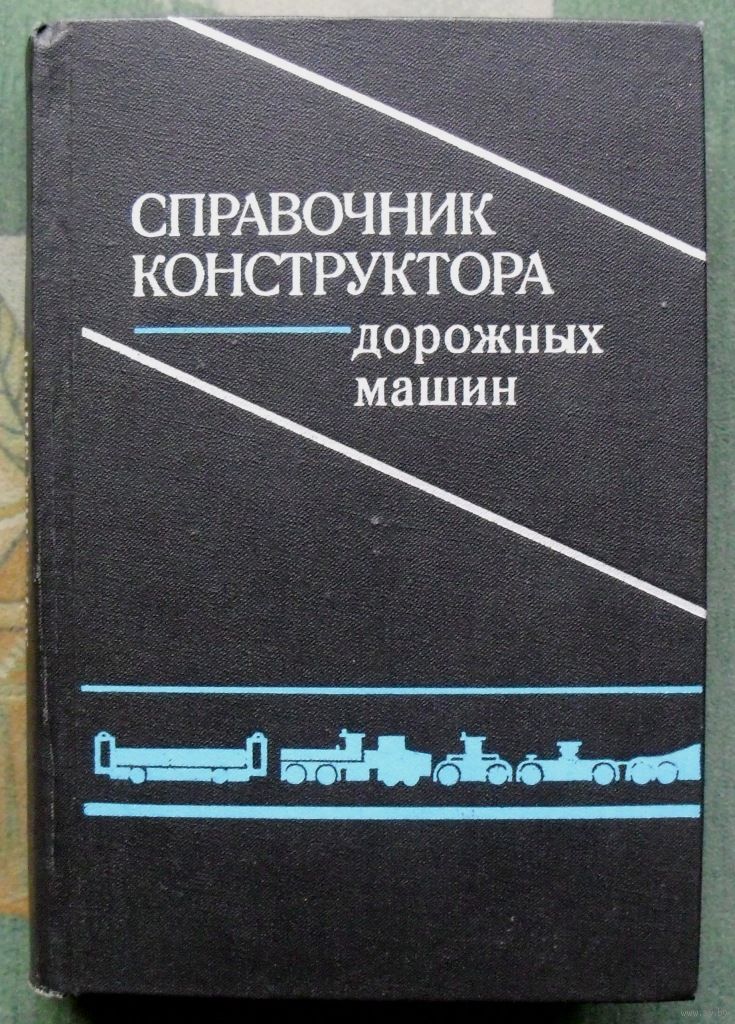 СПРАВОЧНИК
КОНСТРУКТОРА
дорожных
машин